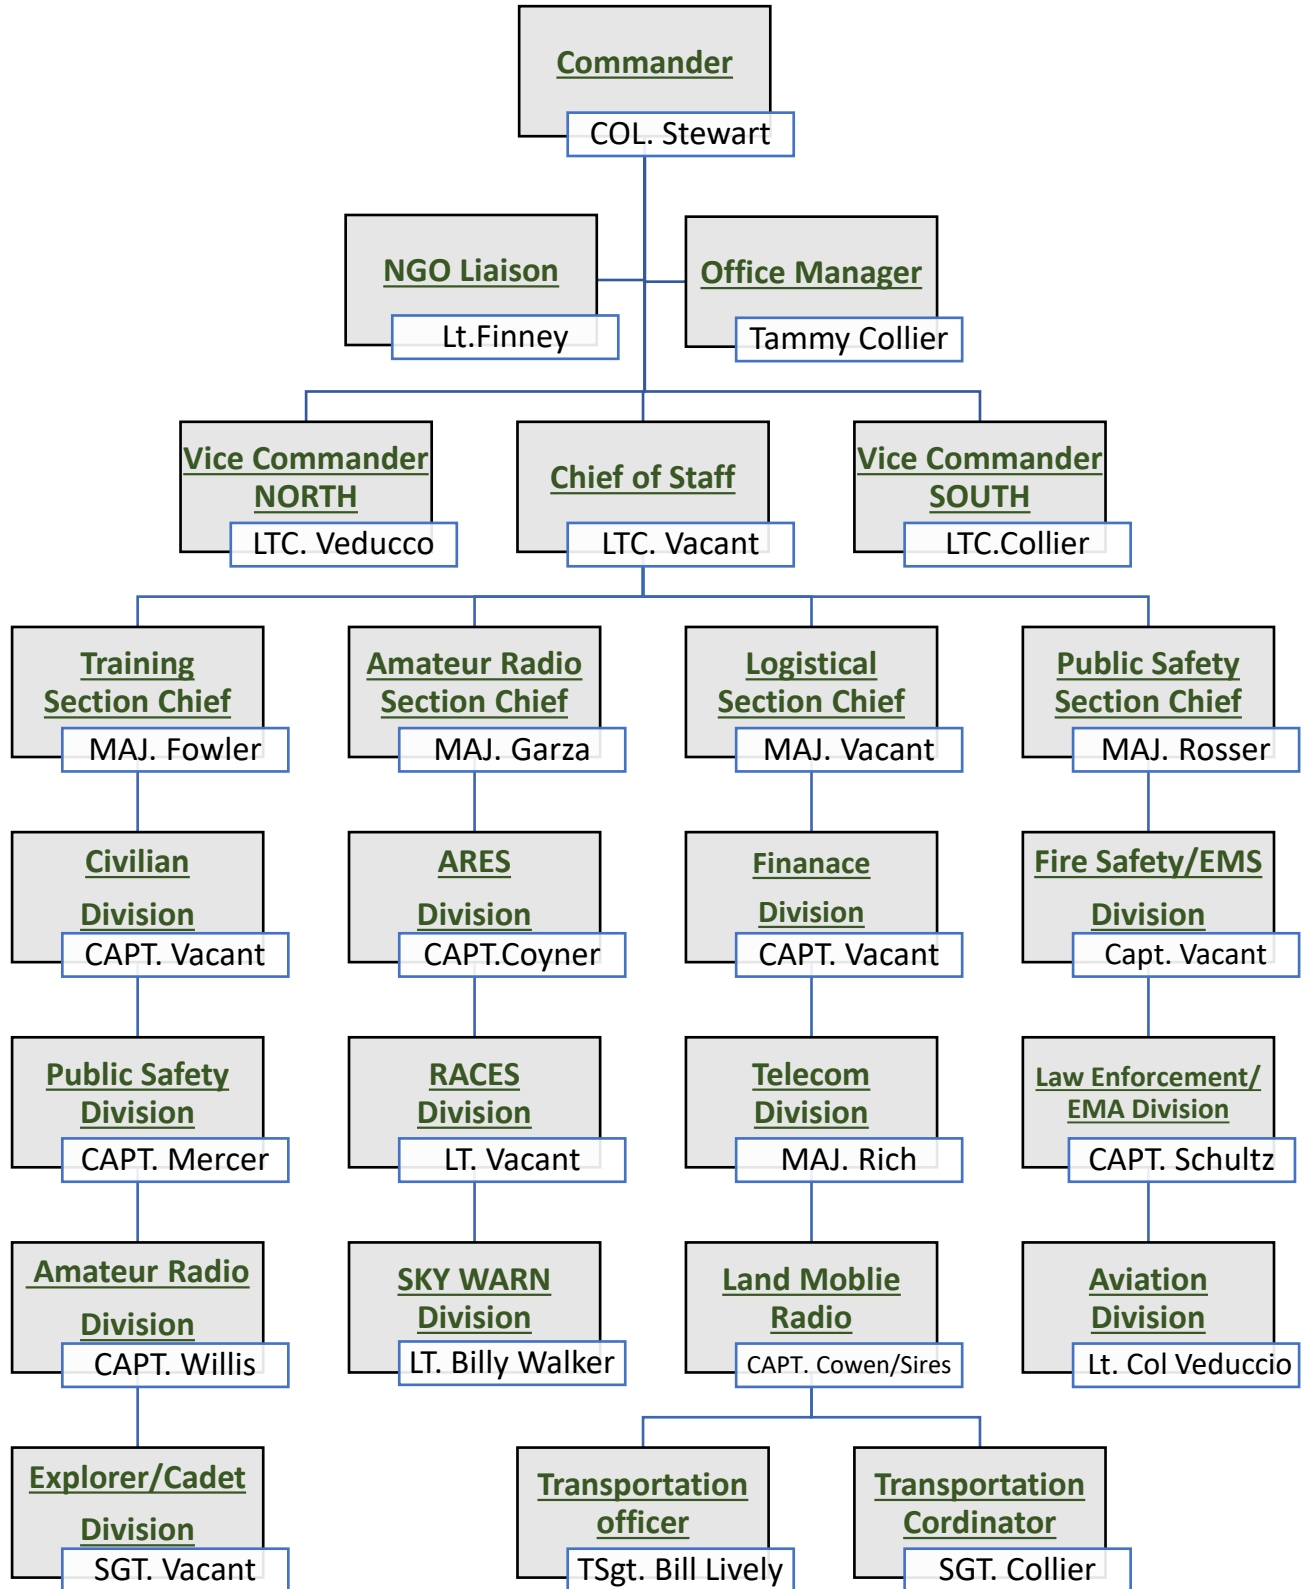 Commander
COL. Stewart
NGO Liaison
Lt.Finney
Office Manager
Tammy Collier
Vice Commander
NORTH
LTC. Veducco
Chief of Staff
LTC. Vacant
Vice Commander
SOUTH
LTC.Collier
Training
Section Chief
MAJ. Fowler
Amateur Radio
Section Chief
MAJ. Garza
Logistical
Section Chief
MAJ. Vacant
Public Safety
Section Chief
MAJ. Rosser
Civilian
Division
CAPT. Vacant
ARES
Division
CAPT.Coyner
Finanace
Division
CAPT. Vacant
Fire Safety/EMS
Division
Capt. Vacant
Public Safety
Division
CAPT. Mercer
RACES
Division
LT. Vacant
Telecom
Division
MAJ. Rich
Law Enforcement/
EMA Division
CAPT. Schultz
Amateur Radio
Division
CAPT. Willis
SKY WARN
Division
LT. Billy Walker
Land Moblie
Radio
CAPT. Cowen/Sires
Aviation
Division
Lt. Col Veduccio
Explorer/Cadet
Division
SGT. Vacant
Transportation
officer
TSgt. Bill Lively
Transportation
Cordinator
SGT. Collier